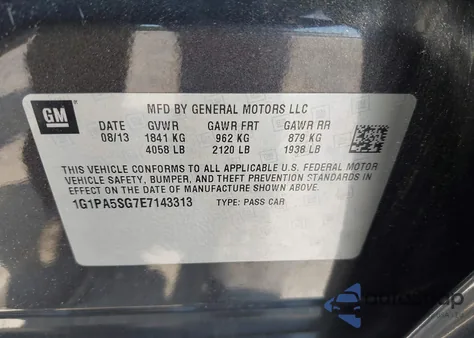 GM
MFD BY GENERAL MOTORS LLC
DATE GVWR GAWR FRT GAWR RR
08/13 1841 KG 962 KG 879 KG
4058 LB 2120 LB 1938 LB
THIS VEHICLE CONFORMS TO ALL APPLICABLE U.S. FEDERAL MOTOR
VEHICLE SAFETY, BUMPER, AND THEFT PREVENTION STANDARDS IN
EFFECT ON THE DATE OF MANUFACTURE SHOWN ABOVE.
1G1PA5SG7E7143313 TYPE: PASS CAR